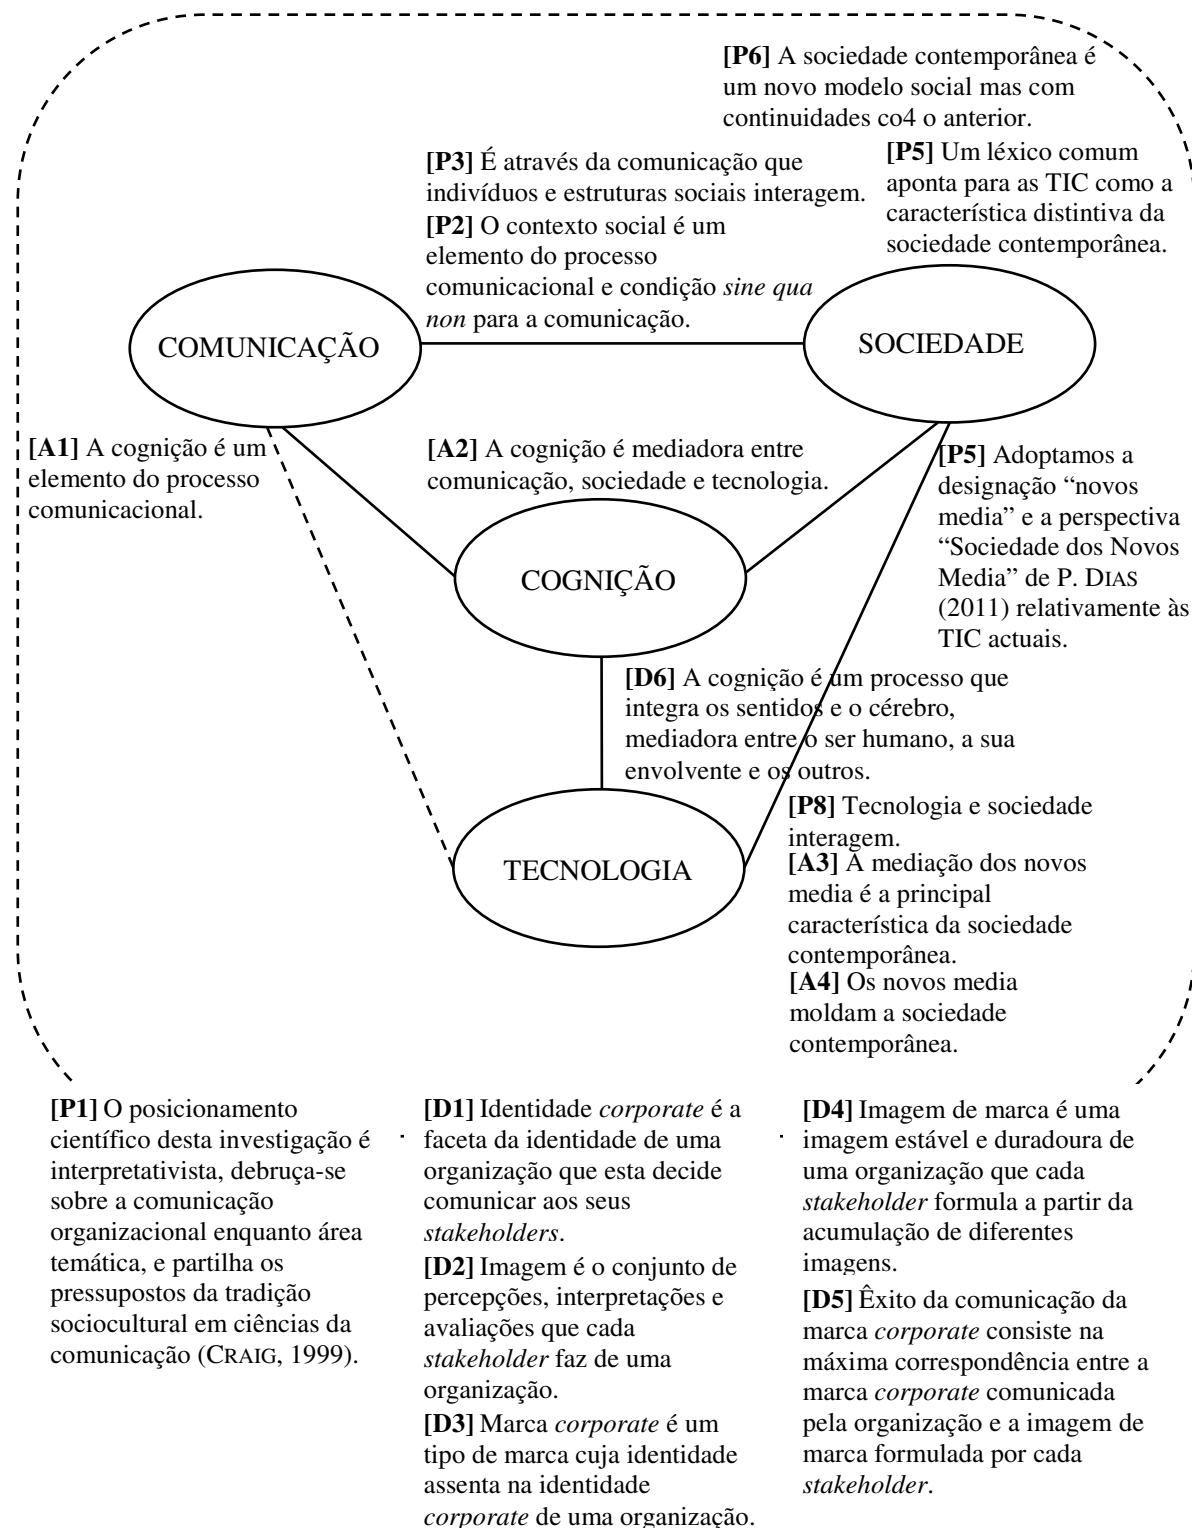 [P6] A sociedade contemporânea é
um novo modelo social mas com
continuidades co4 o anterior.
[P3] É através da comunicação que
indivíduos e estruturas sociais interagem.
[P2] O contexto social é um
elemento do processo
comunicacional e condição sine qua
non para a comunicação.
[P5] Um léxico comum
aponta para as TIC como a
característica distintiva da
sociedade contemporânea.
COMUNICAÇÃO
SOCIEDADE
[A1] A cognição é um
elemento do processo
comunicacional.
[A2] A cognição é mediadora entre
comunicação, sociedade e tecnologia.
[P5] Adoptamos a
designação “novos
media” e a perspectiva
“Sociedade dos Novos
Media” de P. DIAS
(2011) relativamente às
TIC actuais.
COGNIÇÃO
[D6] A cognição é um processo que
integra os sentidos e o cérebro,
mediadora entre o ser humano, a sua
envolvente e os outros.
TECNOLOGIA
[P8] Tecnologia e sociedade
interagem.
[A3] A mediação dos novos
media é a principal
característica da sociedade
contemporânea.
[A4] Os novos media
moldam a sociedade
contemporânea.
[P1] O posicionamento
científico desta investigação é
interpretativista, debruça-se
sobre a comunicação
organizacional enquanto área
temática, e partilha os
pressupostos da tradição
sociocultural em ciências da
comunicação (CRAIG, 1999).
[D1] Identidade corporate é a
faceta da identidade de uma
organização que esta decide
comunicar aos seus
stakeholders.
[D2] Imagem é o conjunto de
percepções, interpretações e
avaliações que cada
stakeholder faz de uma
organização.
[D3] Marca corporate é um
tipo de marca cuja identidade
assenta na identidade
corporate de uma organização.
[D4] Imagem de marca é uma
imagem estável e duradoura de
uma organização que cada
stakeholder formula a partir da
acumulação de diferentes
imagens.
[D5] Êxito da comunicação da
marca corporate consiste na
máxima correspondência entre a
marca corporate comunicada
pela organização e a imagem de
marca formulada por cada
stakeholder.